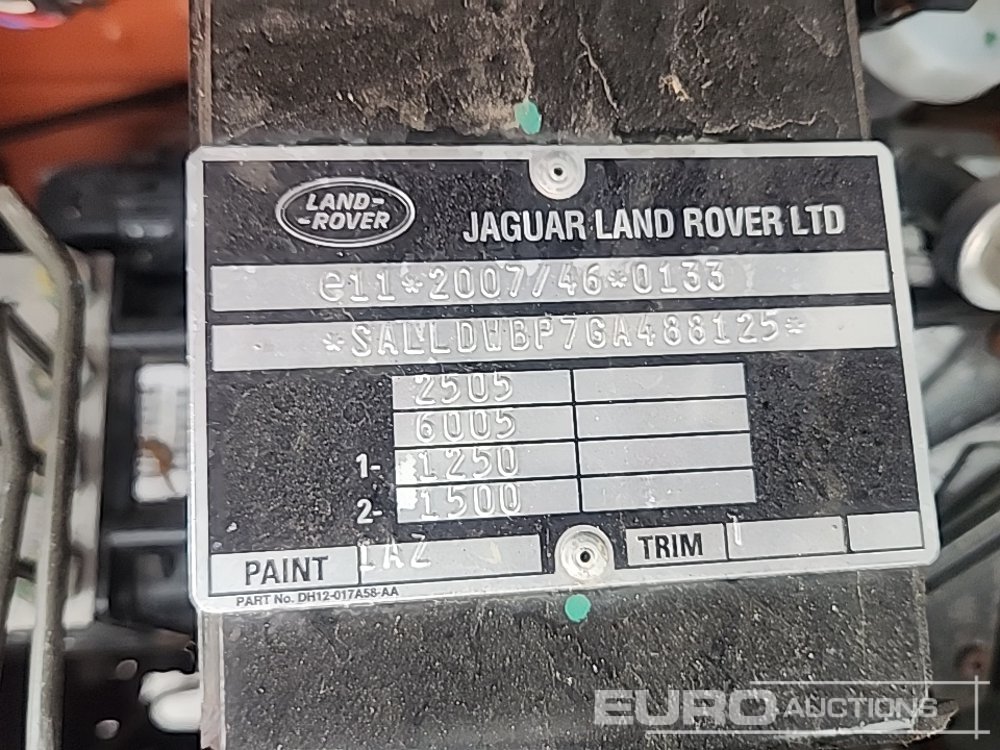 LAND-
-ROVER
JAGUAR LAND ROVER LTD
e11*2007/46*0133
*SALLDWBP7GA488125*
2505
6005
1- 1250
2- 1500
PAINT 1AZ TRIM 1
PART No. DH12-017A58-AA
EURO AUCTIONS